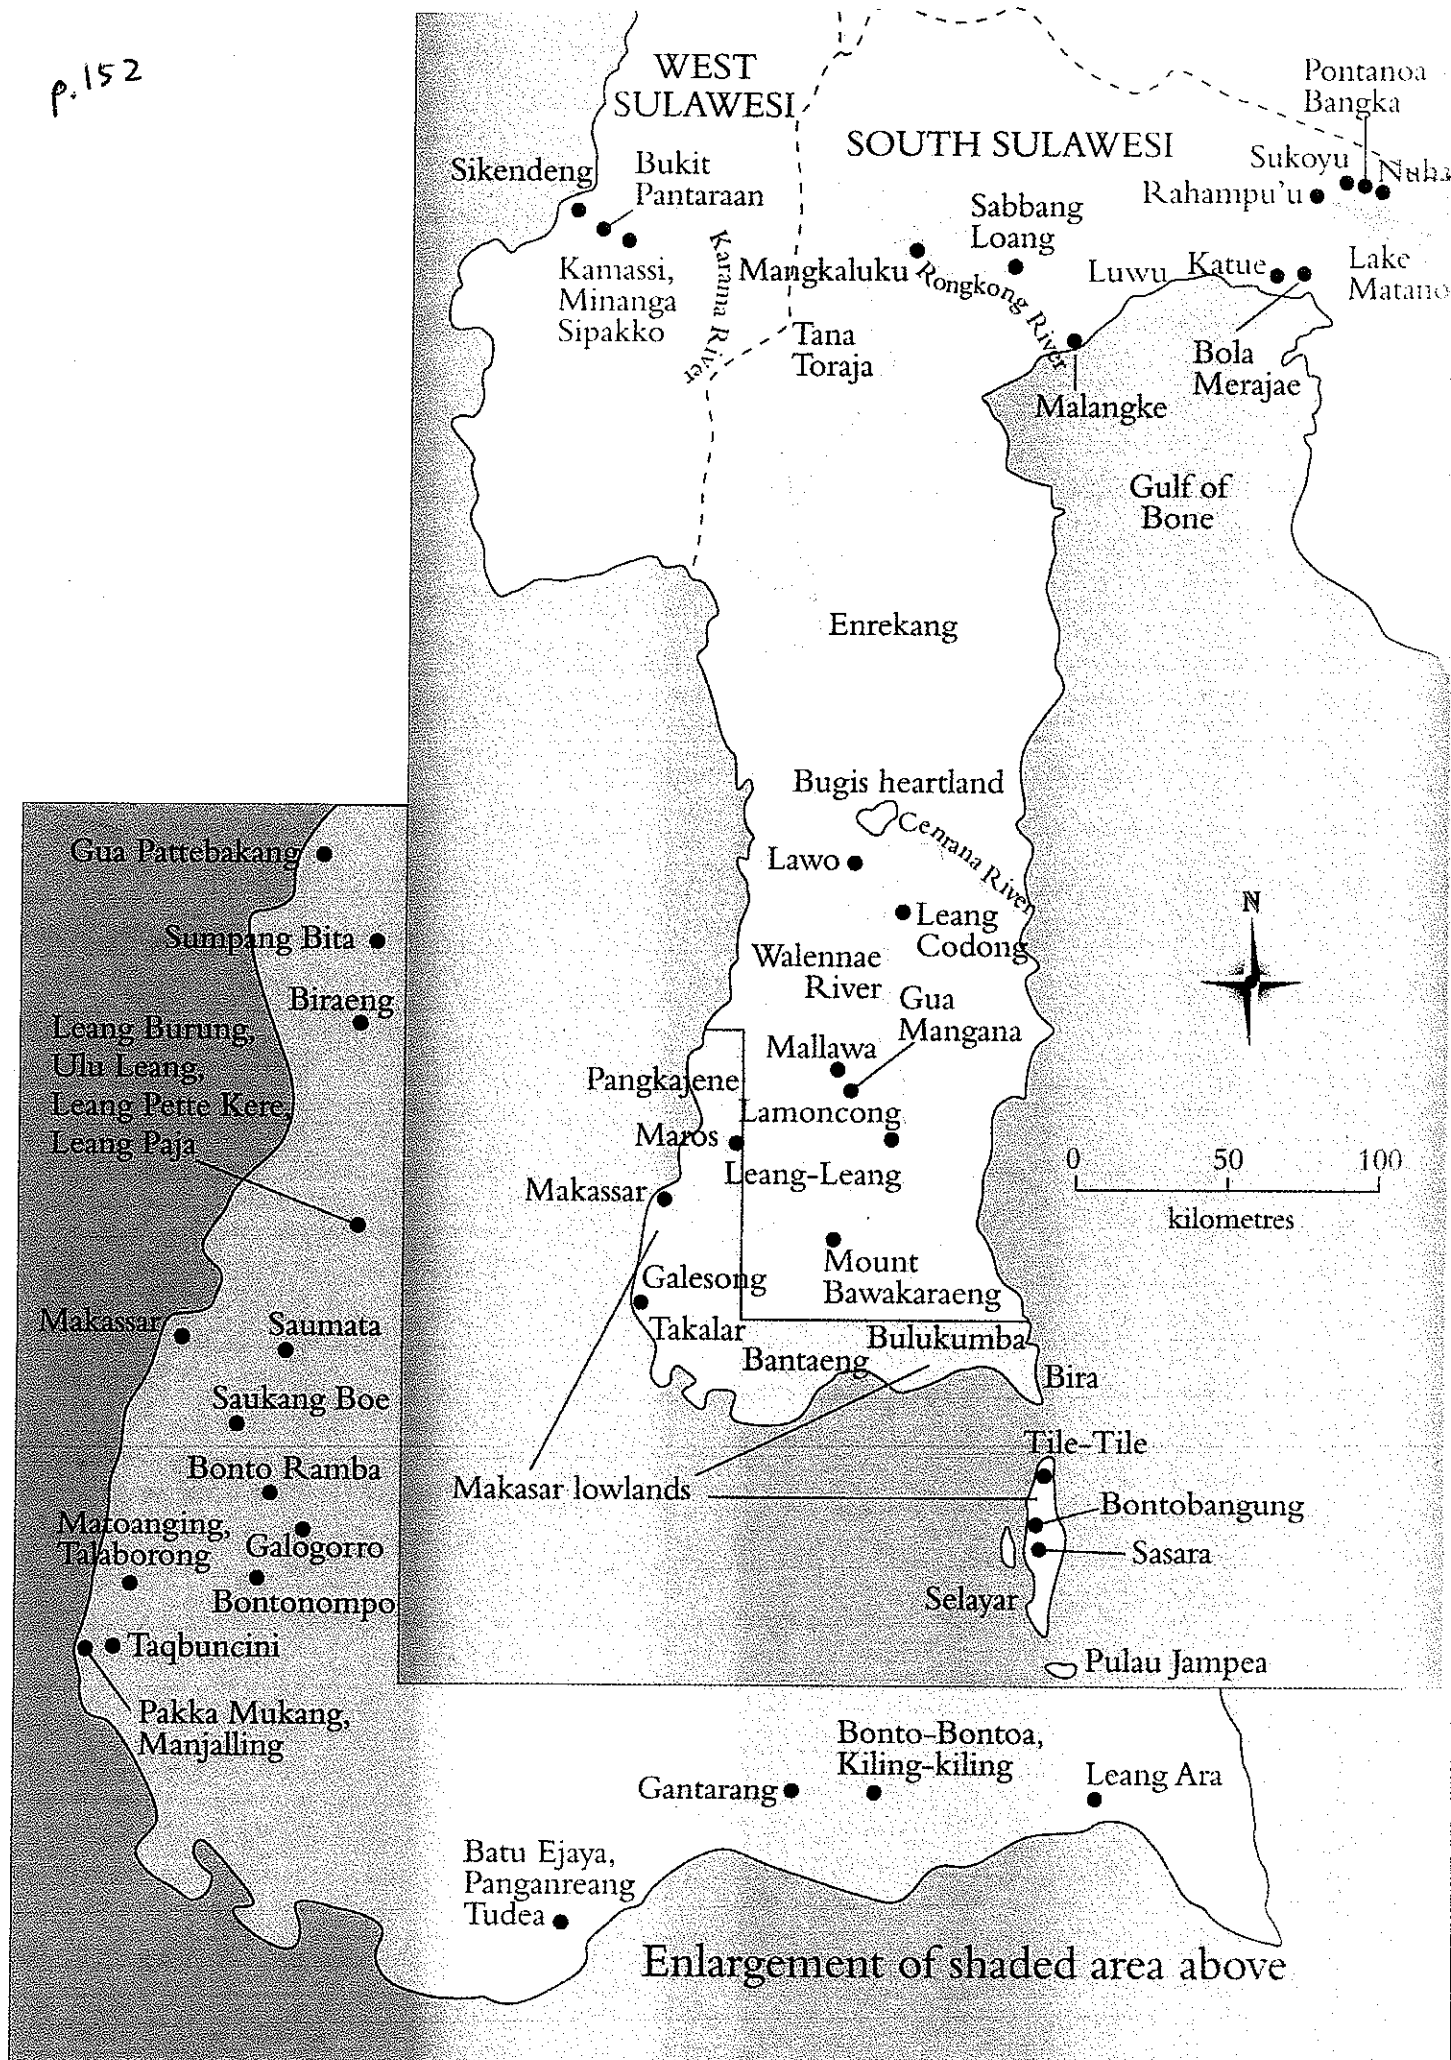 p.152
WEST
SULAWESI
SOUTH SULAWESI
Pontanoa
Bangka
Sukoyu
Nuha
Rahampu'u
Sikendeng
Bukit
Pantaraan
Sabbang
Loang
Kamassi,
Minanga
Sipakko
Karama River
Mangkaluku
Rongkong River
Luwu
Katue
Lake
Matano
Tana
Toraja
Bola
Merajae
Malangke
Gulf of
Bone
Enrekang
Bugis heartland
Cenrana River
Lawo
Leang
Codong
Walennae
River
Gua
Mangana
Mallawa
Pangkajene
Lamoncong
Maros
Leang-Leang
Makassar
Mount
Bawakaraeng
Galesong
Takalar
Bulukumba
Bantaeng
Bira
N
0 50 100
kilometres
Tile-Tile
Makasar lowlands
Bontobangung
Sasara
Selayar
Pulau Jampea
Gua Pattebakang
Sumpang Bita
Biraeng
Leang Burung,
Ulu Leang,
Leang Pette Kere,
Leang Paja
Makassar
Saumata
Saukang Boe
Bonto Ramba
Matoanging,
Talaborong
Galogorro
Bontonompo
Taqbuncini
Pakka Mukang,
Manjalling
Bonto-Bontoa,
Kiling-kiling
Gantarang
Leang Ara
Batu Ejaya,
Panganreang
Tudea
Enlargement of shaded area above